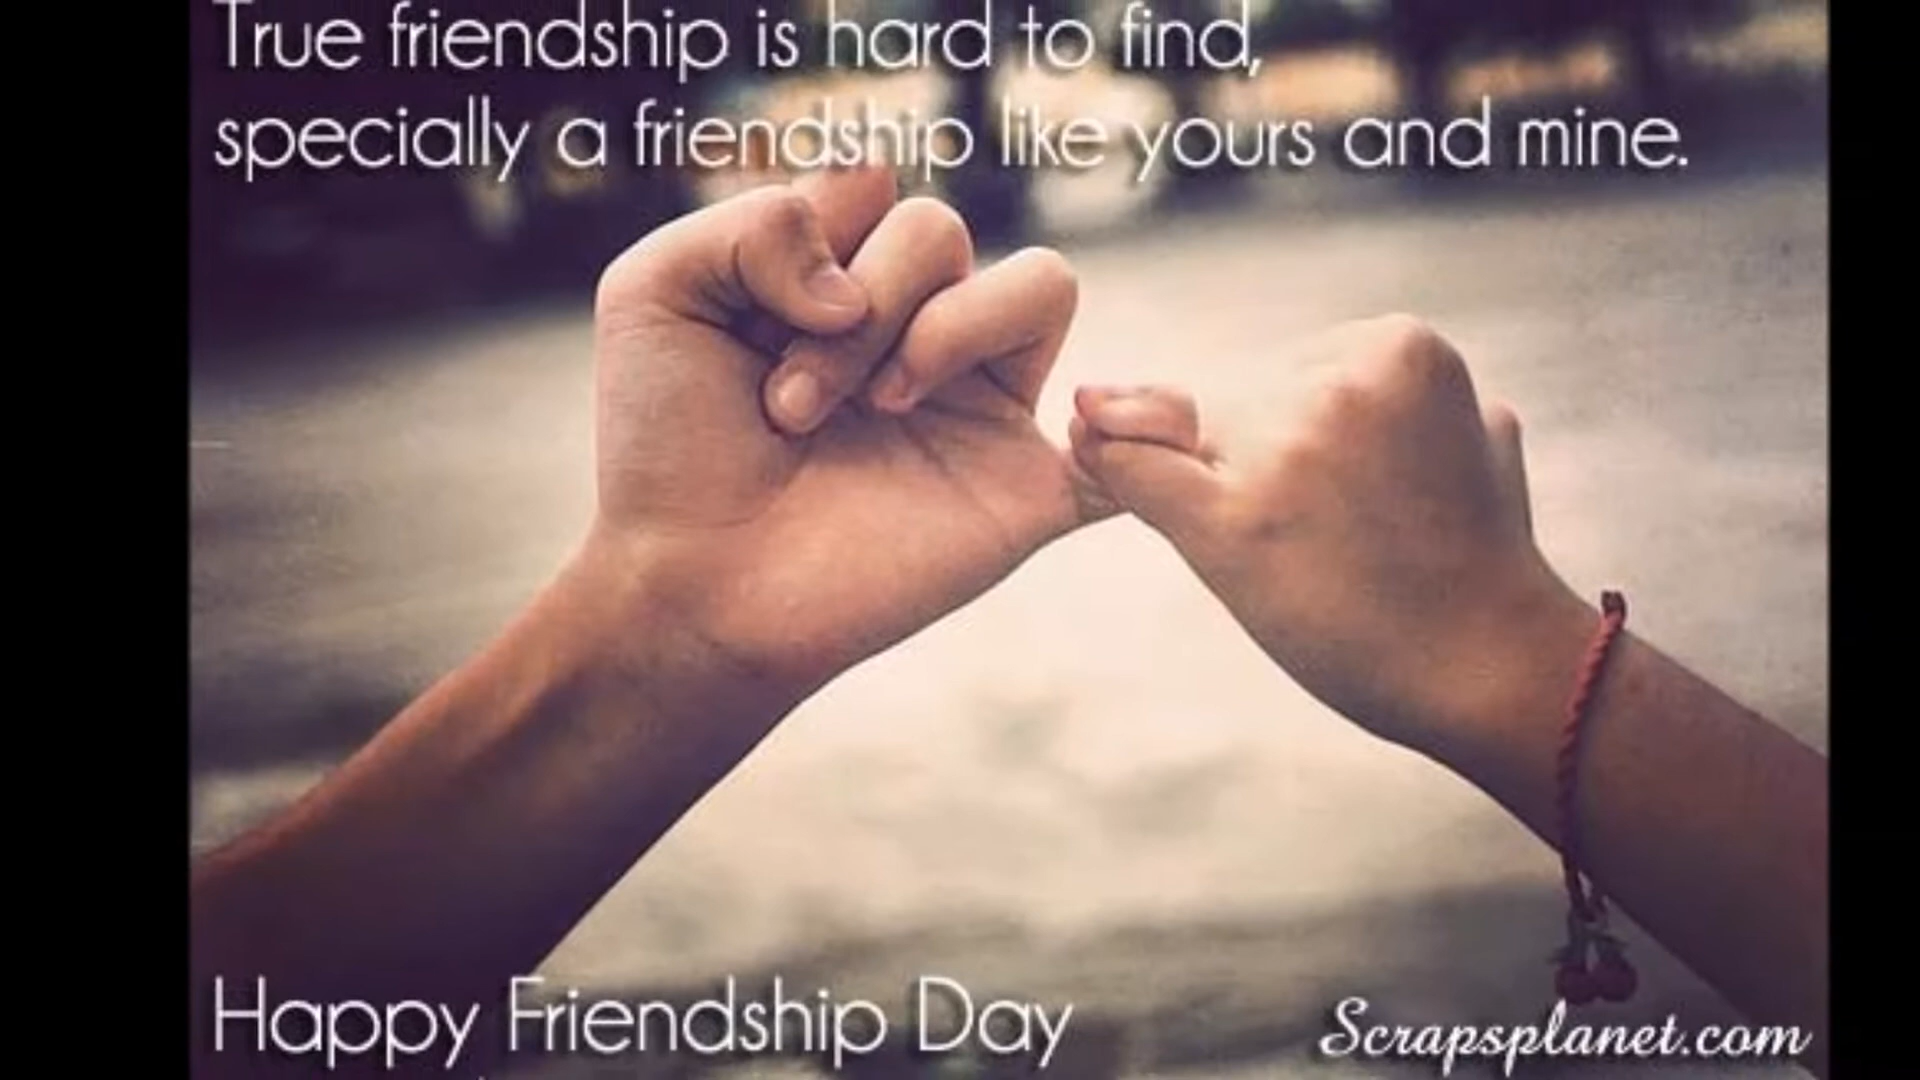 True friendship is hard to find,
specially a friendship like yours and mine.
Happy Friendship Day
Scrapsplanet.com